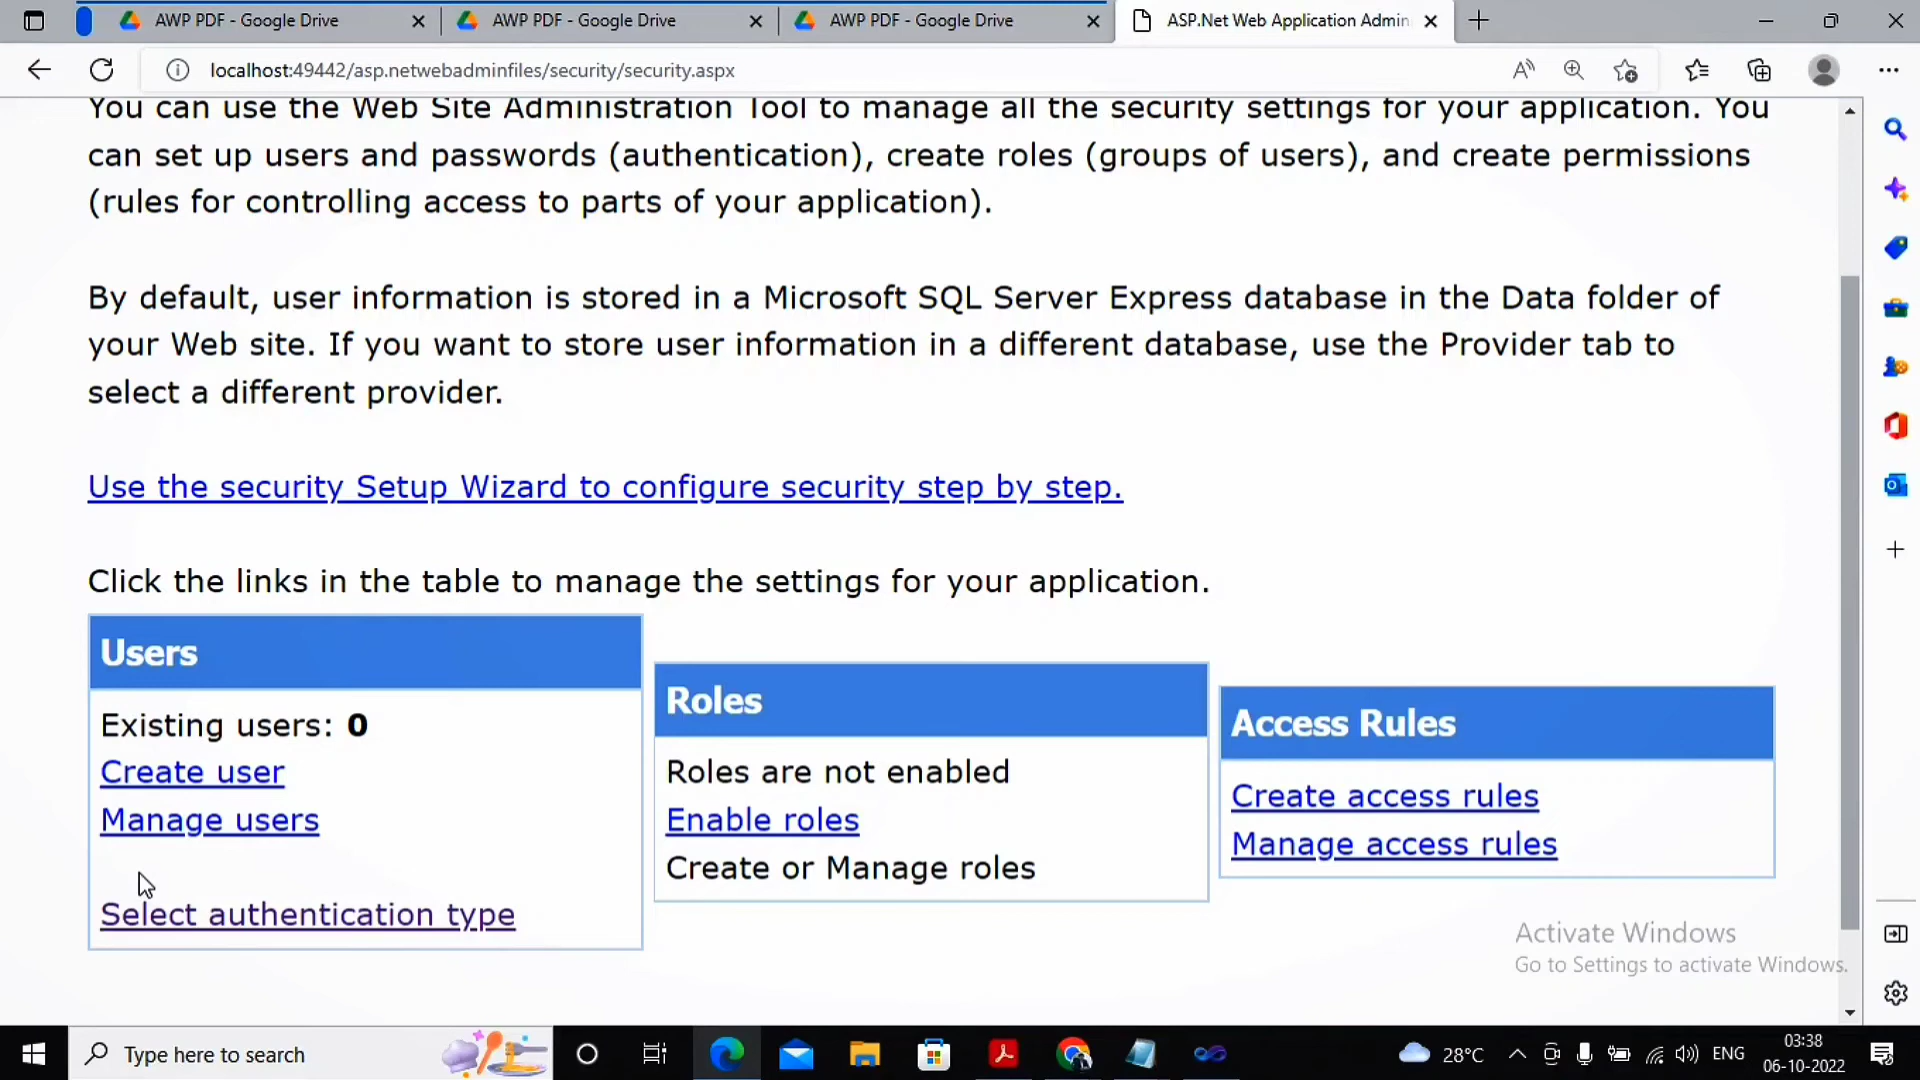 AWP PDF - Google Drive
AWP PDF - Google Drive
AWP PDF - Google Drive
ASP.Net Web Application Admin
localhost:49442/asp.netwebadminfiles/security/security.aspx
You can use the Web Site Administration Tool to manage all the security settings for your application. You
can set up users and passwords (authentication), create roles (groups of users), and create permissions
(rules for controlling access to parts of your application).
By default, user information is stored in a Microsoft SQL Server Express database in the Data folder of
your Web site. If you want to store user information in a different database, use the Provider tab to
select a different provider.
Use the security Setup Wizard to configure security step by step.
Click the links in the table to manage the settings for your application.
Users
Existing users: 0
Create user
Manage users
Select authentication type
Roles
Roles are not enabled
Enable roles
Create or Manage roles
Access Rules
Create access rules
Manage access rules
Activate Windows
Go to Settings to activate Windows.
Type here to search
28°C
ENG
03:38
06-10-2022